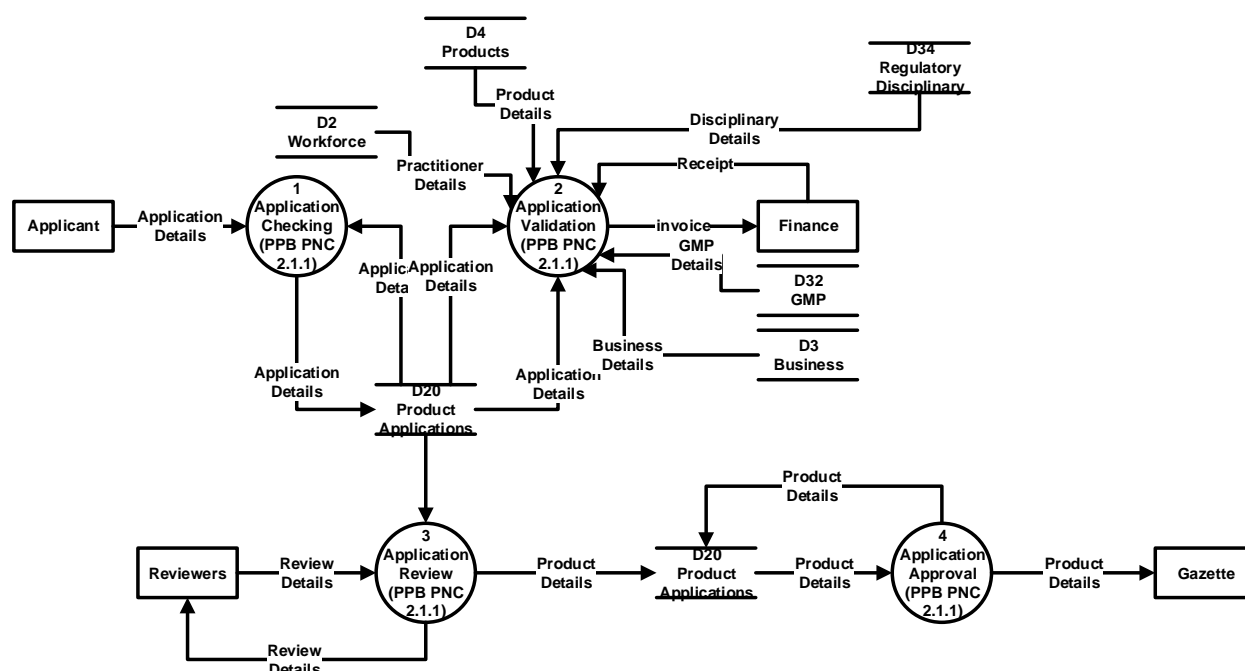 D4
Products
D34
Regulatory
Disciplinary
Product
Details
D2
Workforce
Disciplinary
Details
Practitioner
Details
Receipt
Applicant
Application
Details
1
Application
Checking
(PPB PNC
2.1.1)
2
Application
Validation
(PPB PNC
2.1.1)
invoice
Finance
GMP
Details
D32
GMP
Application
Details
Business
Details
D3
Business
Application
Details
Application
Details
D20
Product
Applications
Product
Details
Reviewers
Review
Details
3
Application
Review
(PPB PNC
2.1.1)
Product
Details
D20
Product
Applications
Product
Details
4
Application
Approval
(PPB PNC
2.1.1)
Product
Details
Gazette
Review
Details